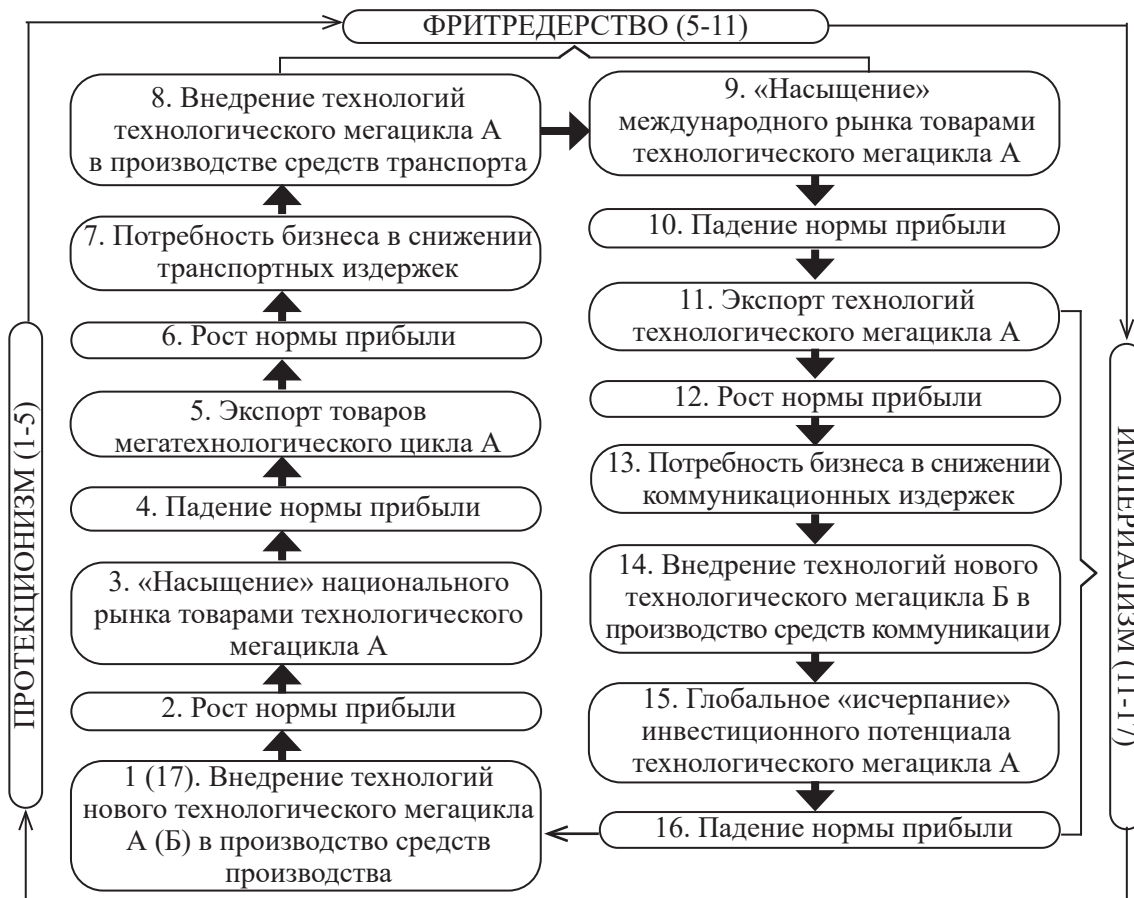 ФРИТРЕДЕРСТВО (5-11)
ПРОТЕКЦИОНИЗМ (1-5)
8. Внедрение технологий
технологического мегацикла А
в производстве средств транспорта
7. Потребность бизнеса в снижении
транспортных издержек
6. Рост нормы прибыли
5. Экспорт товаров
мегатехнологического цикла А
4. Падение нормы прибыли
3. «Насыщение» национального
рынка товарами технологического
мегацикла А
2. Рост нормы прибыли
1 (17). Внедрение технологий
нового технологического мегацикла
А (Б) в производство средств
производства
9. «Насыщение»
международного рынка товарами
технологического мегацикла А
10. Падение нормы прибыли
11. Экспорт технологий
технологического мегацикла А
12. Рост нормы прибыли
13. Потребность бизнеса в снижении
коммуникационных издержек
14. Внедрение технологий нового
технологического мегацикла Б в
производство средств коммуникации
15. Глобальное «исчерпание»
инвестиционного потенциала
технологического мегацикла А
16. Падение нормы прибыли
ИМПЕРИАЛИЗМ (11-17)